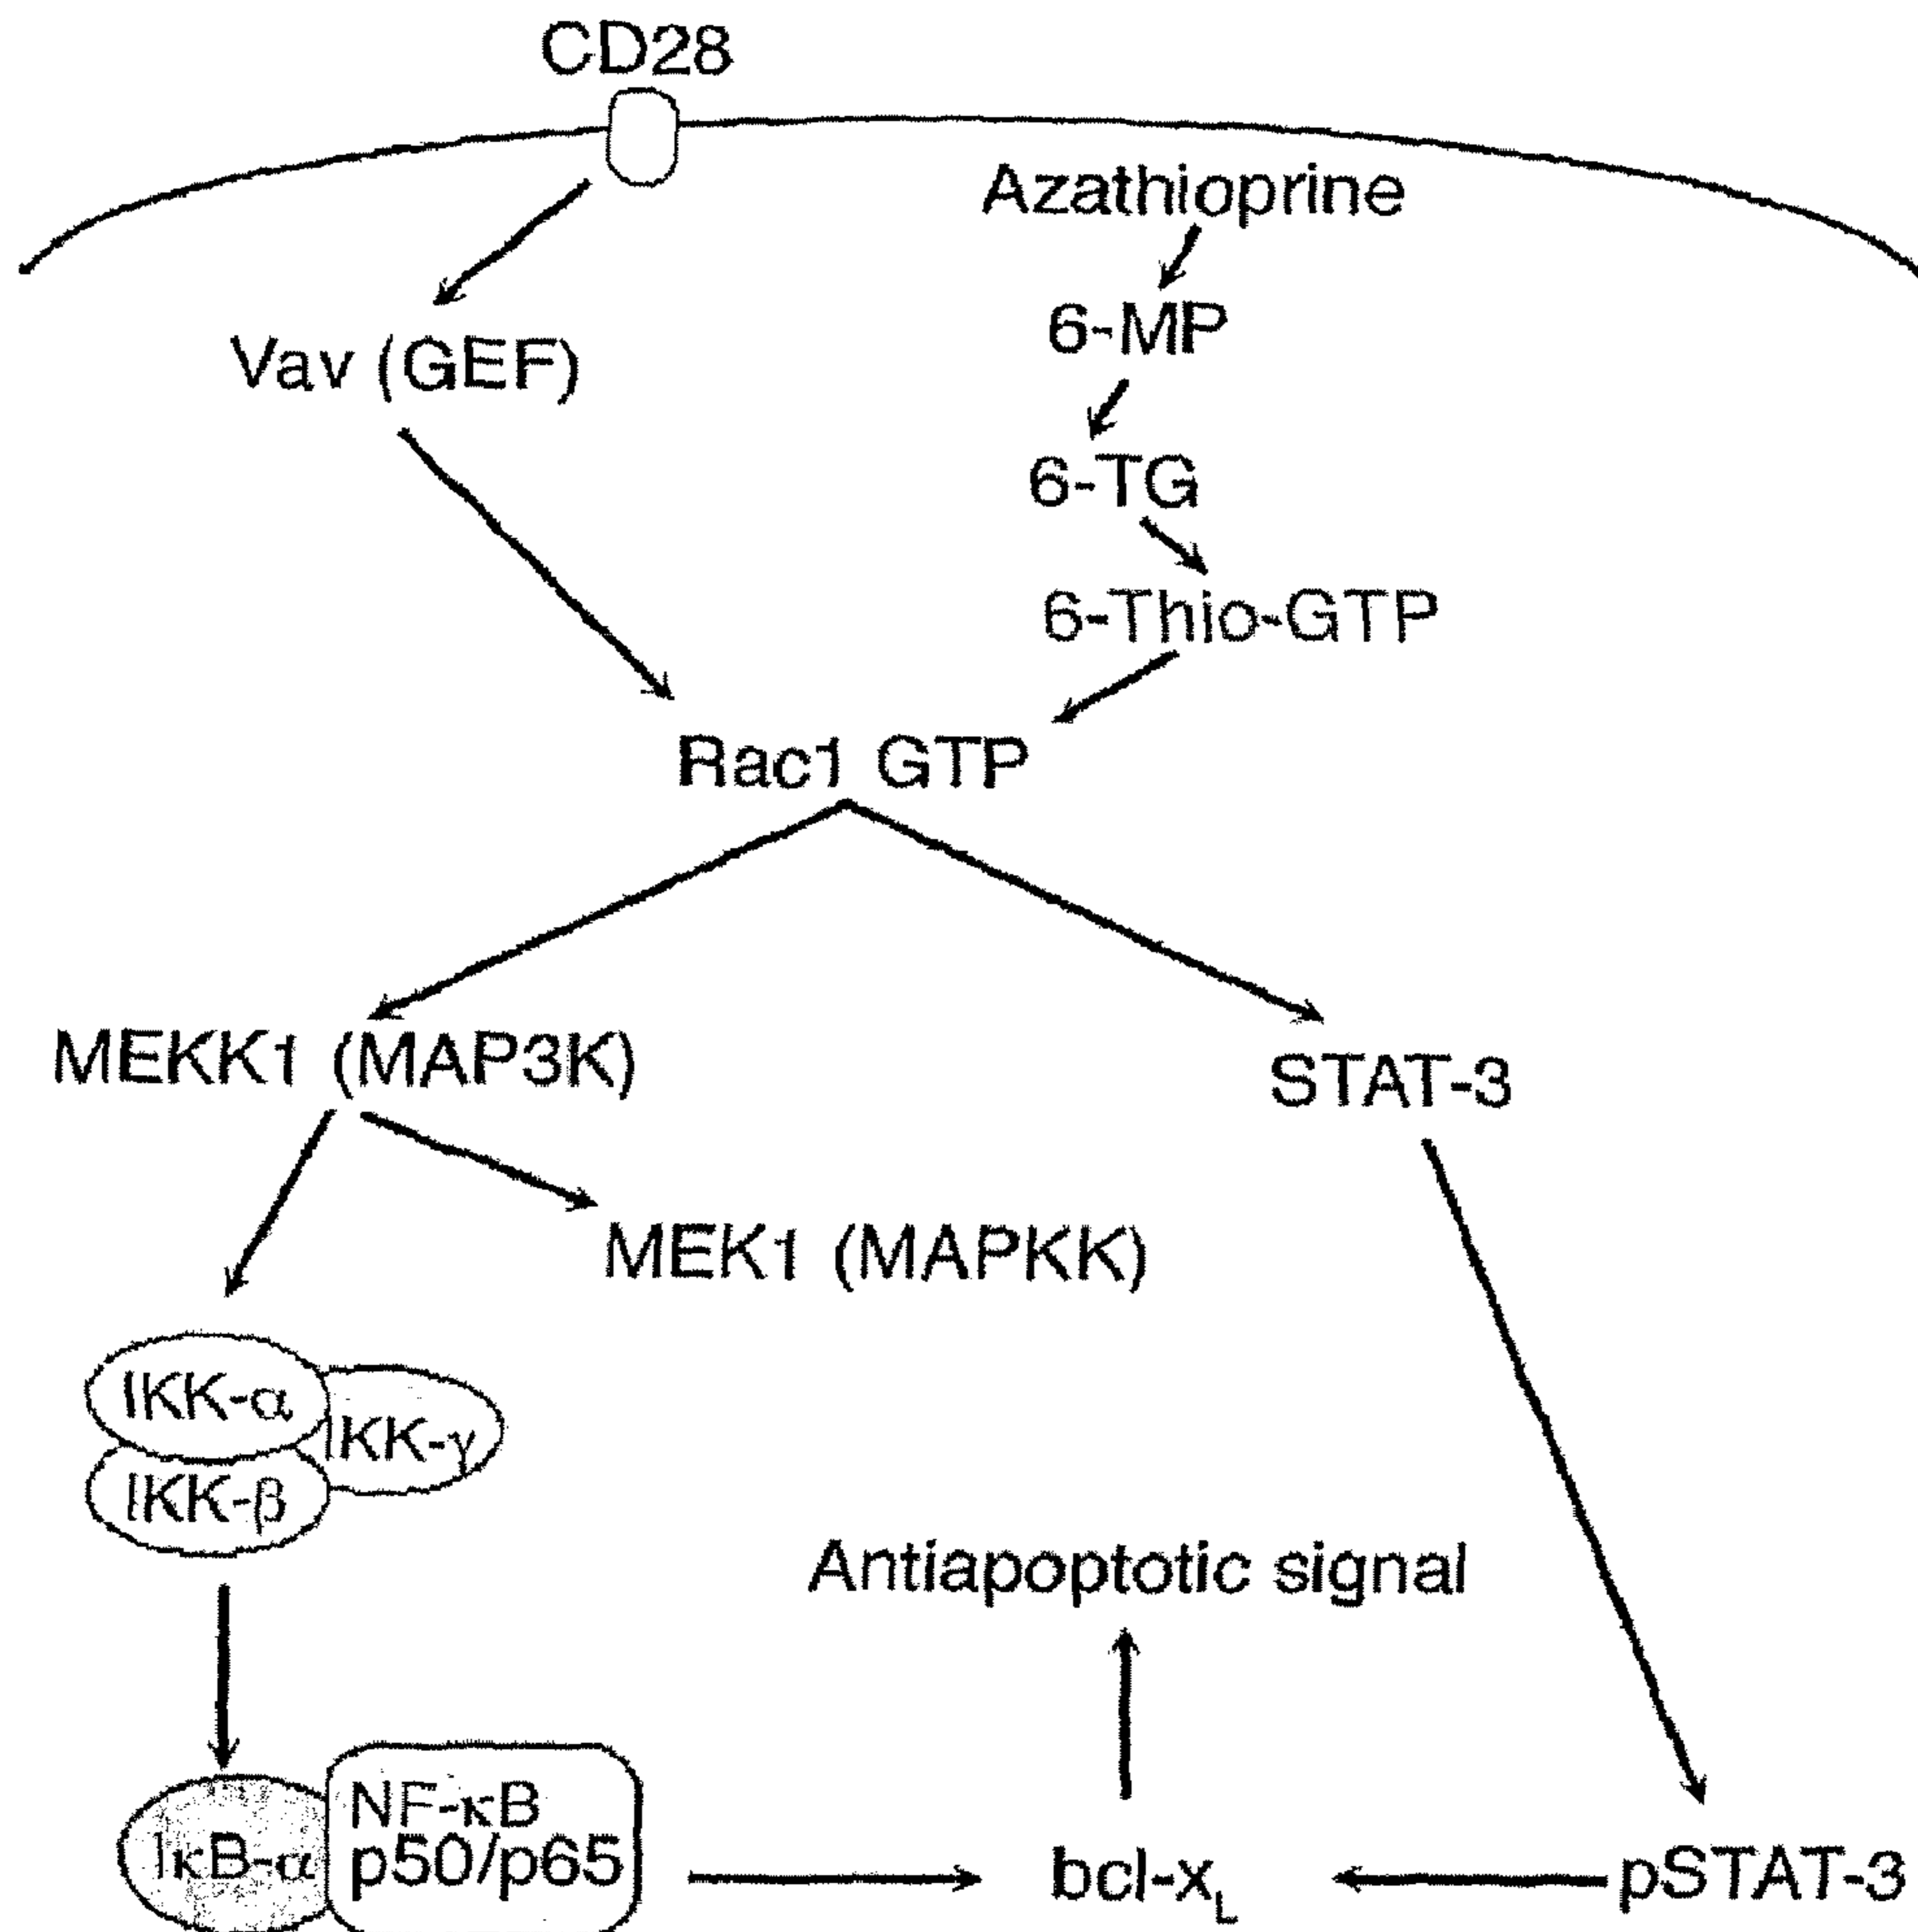 CD28
Azathioprine
6-MP
Vav (GEF)
6-TG
6-Thio-GTP
Rac1 GTP
MEKK1 (MAP3K)
STAT-3
MEK1 (MAPKK)
IKK-α
IKK-γ
IKK-β
Antiapoptotic signal
NF-κB
IκB-α
p50/p65
bcl-xL
pSTAT-3